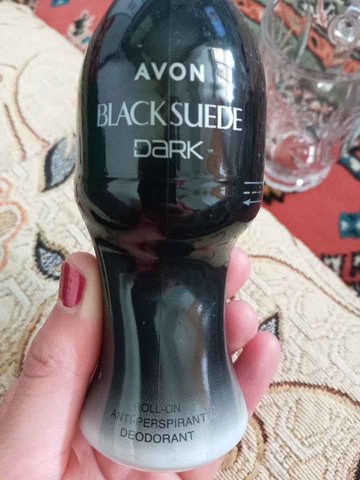 AVON
BLACK SUEDE
DARK
ROLL-ON
ANTI-PERSPIRANT
DEODORANT